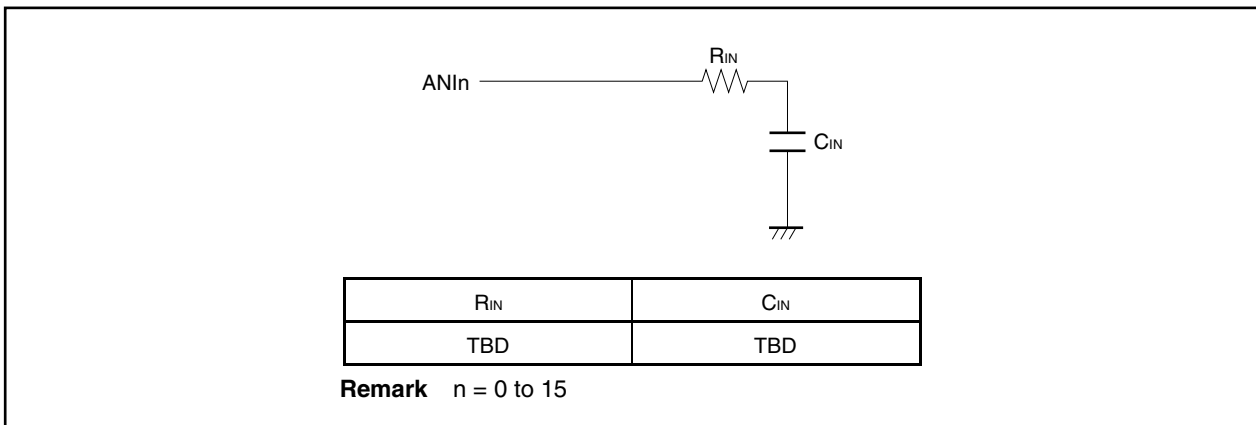 RIN
ANIn
CIN
RIN CIN
TBD TBD
Remark n = 0 to 15